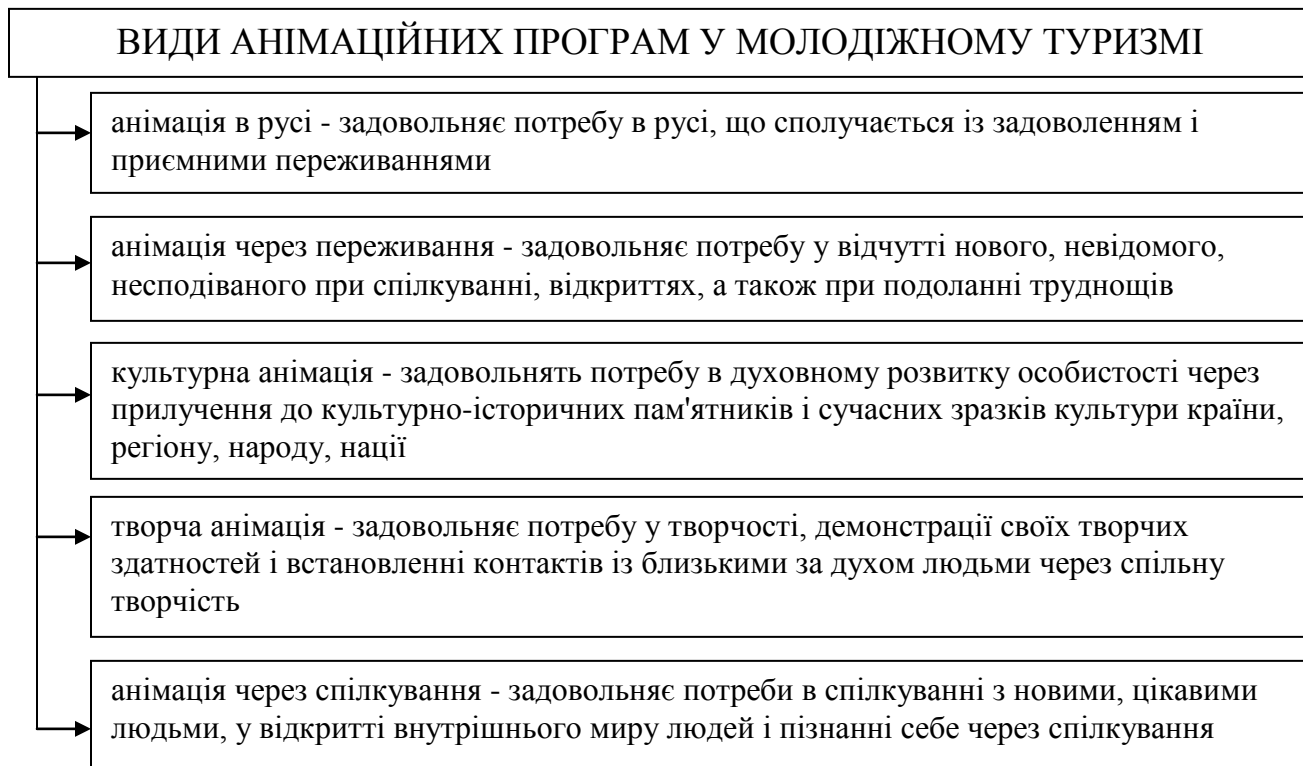 ВИДИ АНІМАЦІЙНИХ ПРОГРАМ У МОЛОДІЖНОМУ ТУРИЗМІ
анімація в русі - задовольняє потребу в русі, що сполучається із задоволенням і
приємними переживаннями
анімація через переживання - задовольняє потребу у відчутті нового, невідомого,
несподіваного при спілкуванні, відкриттях, а також при подоланні труднощів
культурна анімація - задовольнять потребу в духовному розвитку особистості через
прилучення до культурно-історичних пам'ятників і сучасних зразків культури країни,
регіону, народу, нації
творча анімація - задовольняє потребу у творчості, демонстрації своїх творчих
здатностей і встановленні контактів із близькими за духом людьми через спільну
творчість
анімація через спілкування - задовольняє потреби в спілкуванні з новими, цікавими
людьми, у відкритті внутрішнього миру людей і пізнанні себе через спілкування